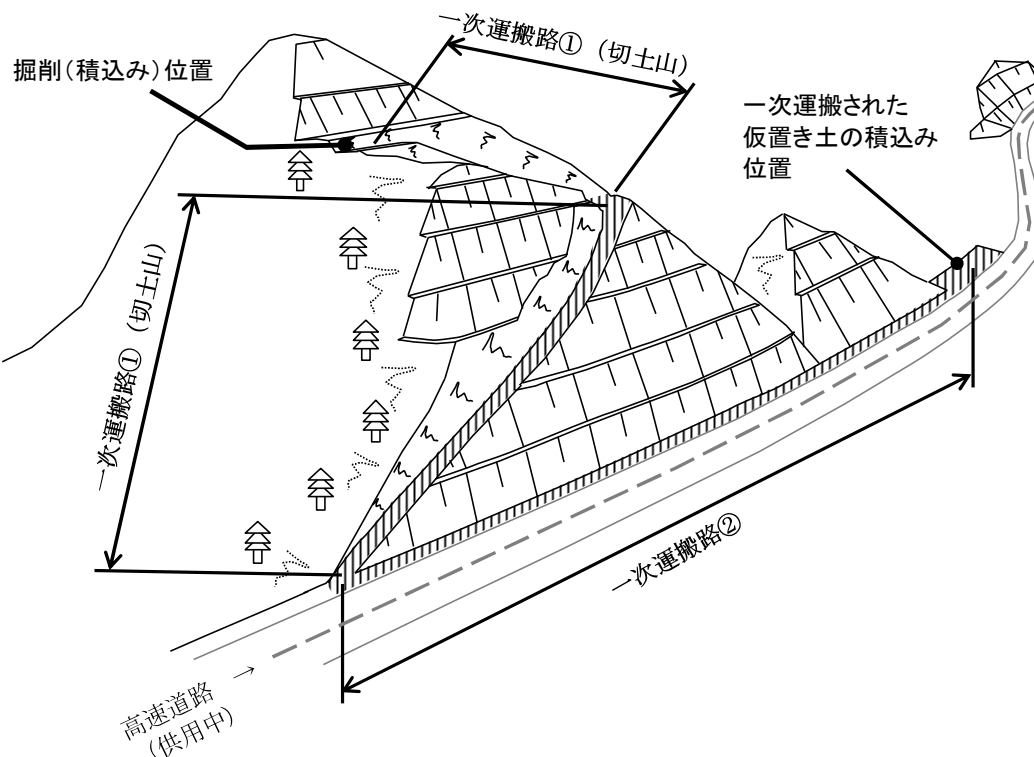 一次運搬路①（切土山）
掘削（積込み）位置
一次運搬された
仮置き土の積込み
位置
一次運搬路①（切土山）
一次運搬路②
高速道路 →
（供用中）